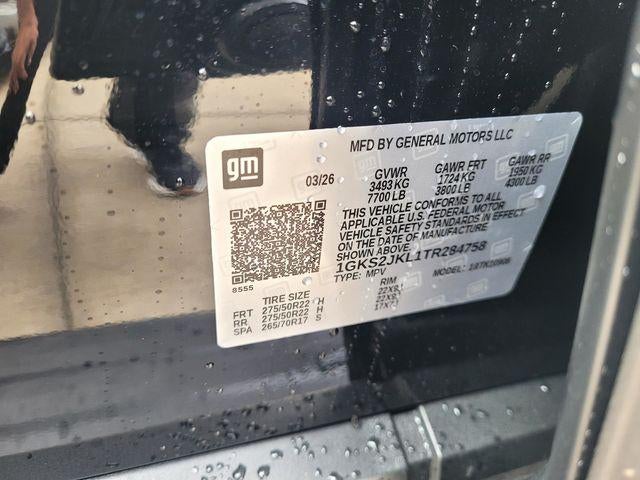 MFD BY GENERAL MOTORS LLC
gm
03/26
GVWR GAWR FRT GAWR RR
3493 KG 1724 KG 1950 KG
7700 LB 3800 LB 4300 LB
THIS VEHICLE CONFORMS TO ALL
APPLICABLE U.S. FEDERAL MOTOR
VEHICLE SAFETY STANDARDS IN EFFECT
ON THE DATE OF MANUFACTURE
SHOWN ABOVE.
1GKS2JKL1TR284758
TYPE: MPV MODEL:
8555
TIRE SIZE RIM
FRT 275/50R22 H
RR 275/50R22 H
SPA 265/70R17 S